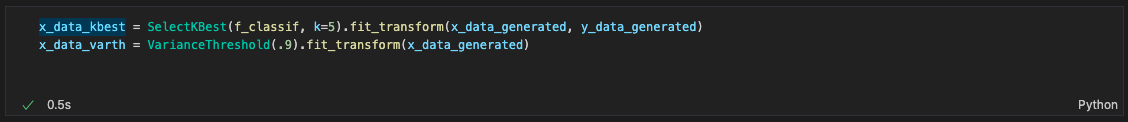 x_data_kbest = SelectKBest(f_classif, k=5).fit_transform(x_data_generated, y_data_generated)
x_data_varth = VarianceThreshold(.9).fit_transform(x_data_generated)
0.5s
Python